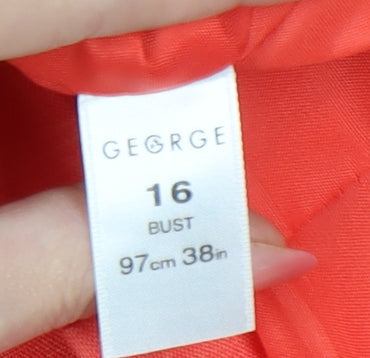 GEORGE
16
BUST
97cm 38in